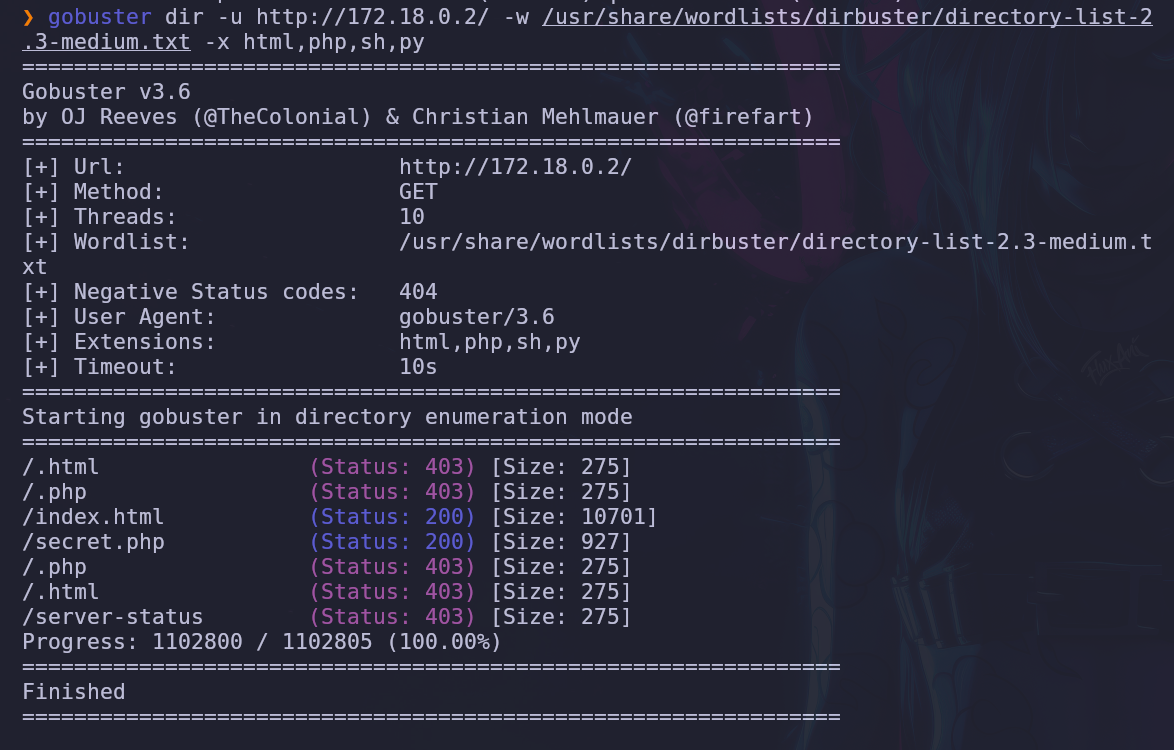 ❯ gobuster dir -u http://172.18.0.2/ -w /usr/share/wordlists/dirbuster/directory-list-2
.3-medium.txt -x html,php,sh,py
===============================================================
Gobuster v3.6
by OJ Reeves (@TheColonial) & Christian Mehlmauer (@firefart)
===============================================================
[+] Url:                     http://172.18.0.2/
[+] Method:                  GET
[+] Threads:                 10
[+] Wordlist:                /usr/share/wordlists/dirbuster/directory-list-2.3-medium.t
xt
[+] Negative Status codes:   404
[+] User Agent:              gobuster/3.6
[+] Extensions:              html,php,sh,py
[+] Timeout:                 10s
===============================================================
Starting gobuster in directory enumeration mode
===============================================================
/.html                (Status: 403) [Size: 275]
/.php                 (Status: 403) [Size: 275]
/index.html           (Status: 200) [Size: 10701]
/secret.php           (Status: 200) [Size: 927]
/.php                 (Status: 403) [Size: 275]
/.html                (Status: 403) [Size: 275]
/server-status        (Status: 403) [Size: 275]
Progress: 1102800 / 1102805 (100.00%)
===============================================================
Finished
===============================================================